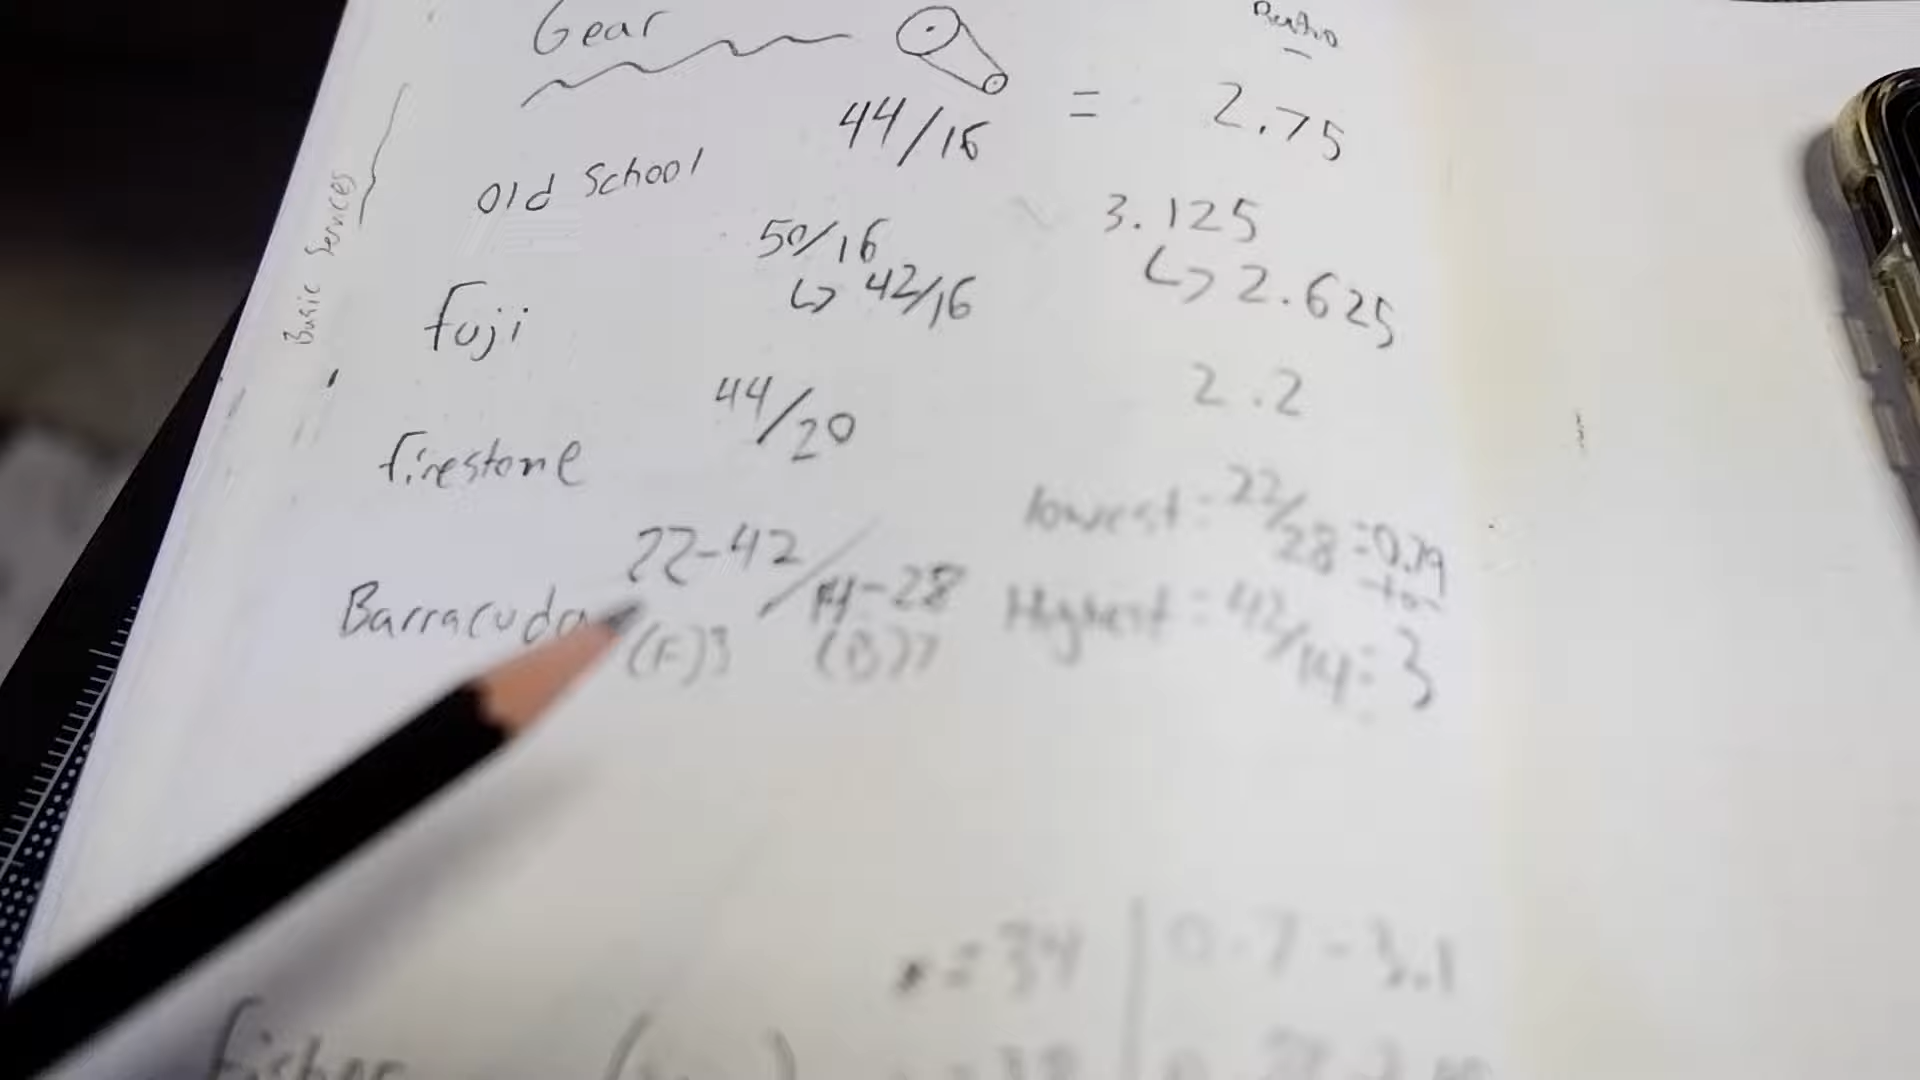 Gear
Ratio
44/16 = 2.75
Old School
50/16 3.125
↳ 42/16 ↳ 2.625
fuji
44/20 2.2
firestone
22-42/14-28 lowest = 22/28 = 0.79
Barracuda (F)3 (B)7 Highest = 42/14 = 3
Basic Services
= 34 | 0.7 - 3.1
fisher